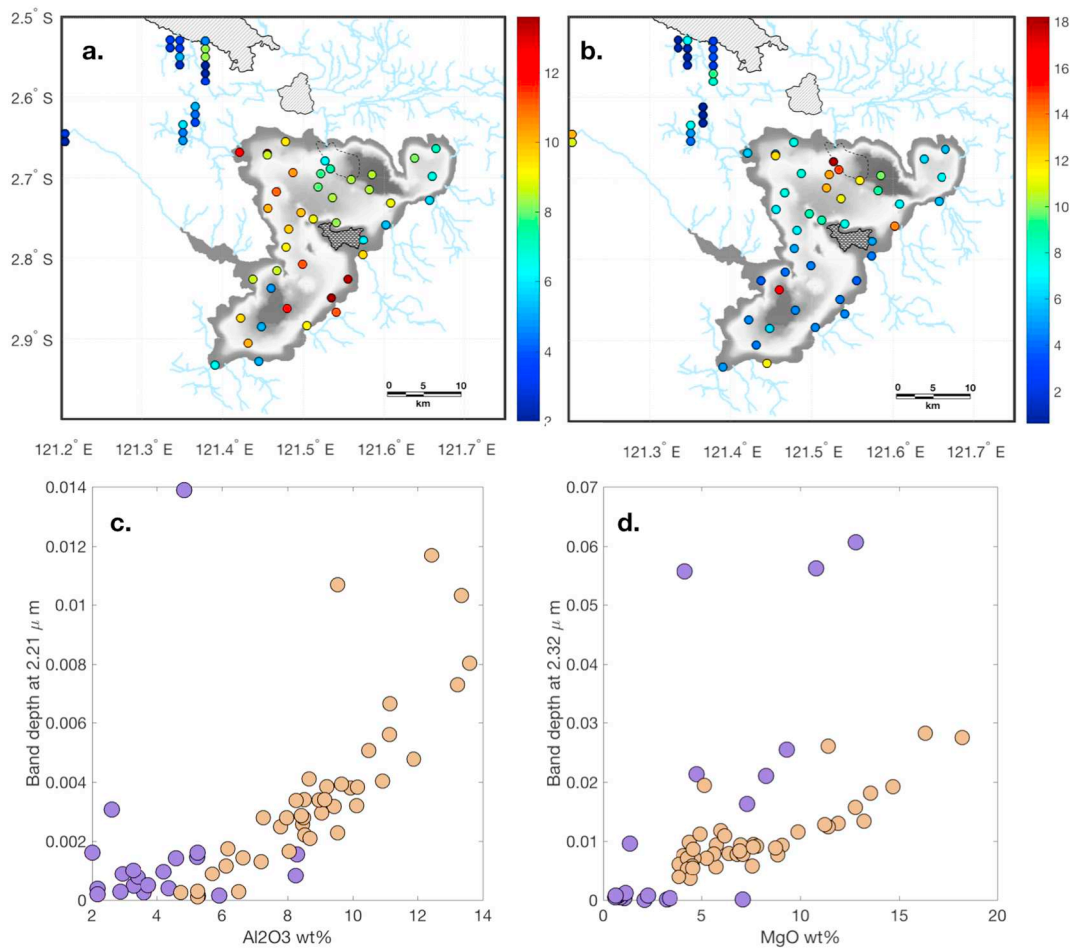 2.5° S
2.6° S
2.7° S
2.8° S
2.9° S
a.
0 5 10
km
12
10
8
6
4
2
121.2° E 121.3° E 121.4° E 121.5° E 121.6° E 121.7° E
b.
0 5 10
km
18
16
14
12
10
8
6
4
2
121.3° E 121.4° E 121.5° E 121.6° E 121.7° E
c.
Band depth at 2.21 μ m
0.014
0.012
0.01
0.008
0.006
0.004
0.002
0
2 4 6 8 10 12 14
Al2O3 wt%
d.
Band depth at 2.32 μ m
0.07
0.06
0.05
0.04
0.03
0.02
0.01
0
0 5 10 15 20
MgO wt%